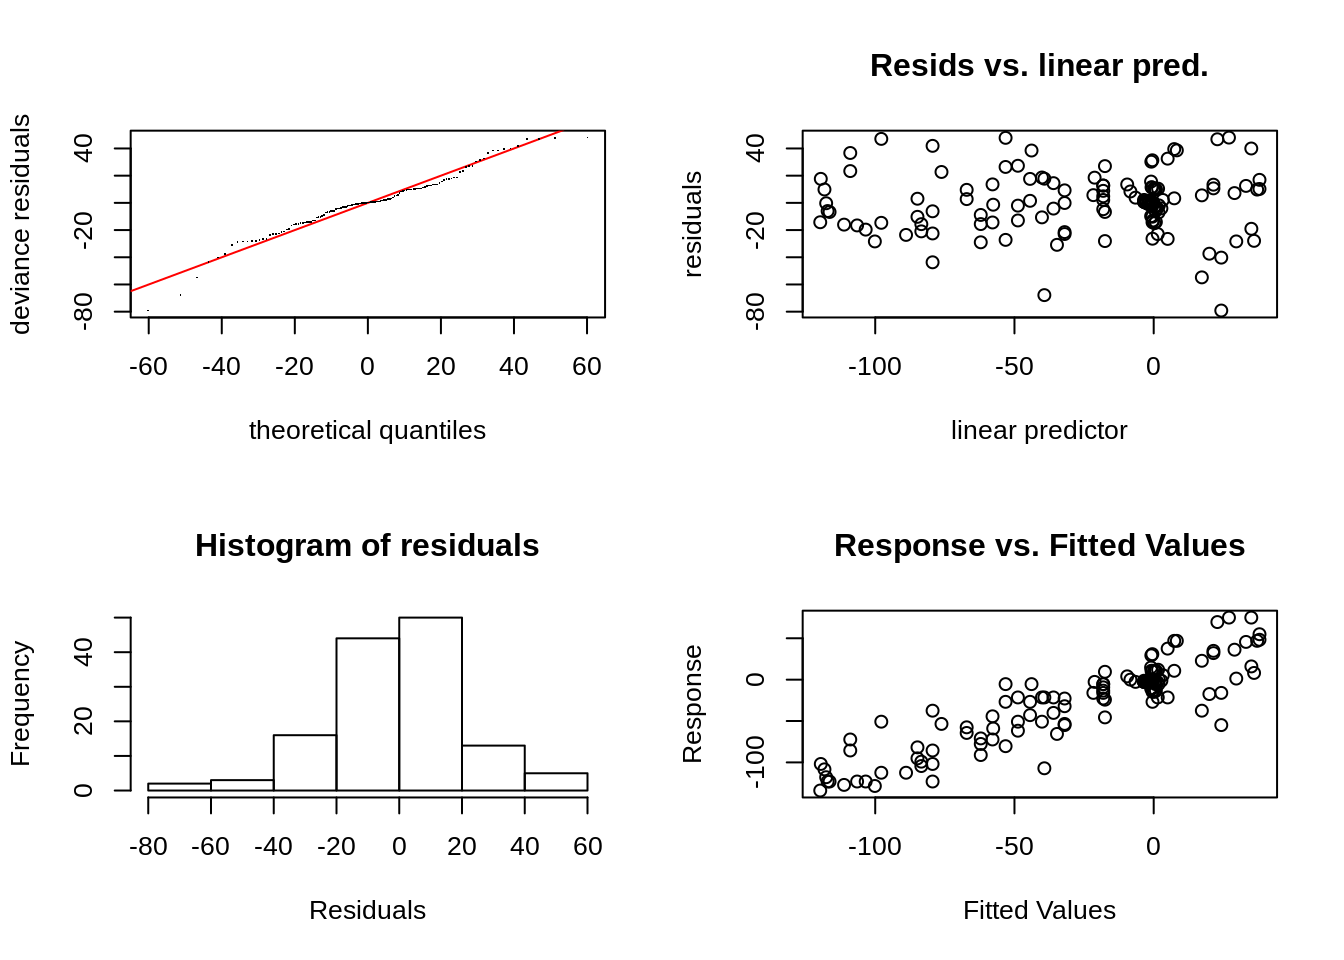 deviance residuals
40
-20
-80
-60 -40 -20 0 20 40 60
theoretical quantiles
Resids vs. linear pred.
residuals
40
-20
-80
-100 -50 0
linear predictor
Histogram of residuals
Frequency
40
20
0
-80 -60 -40 -20 0 20 40 60
Residuals
Response vs. Fitted Values
Response
0
-100
-100 -50 0
Fitted Values